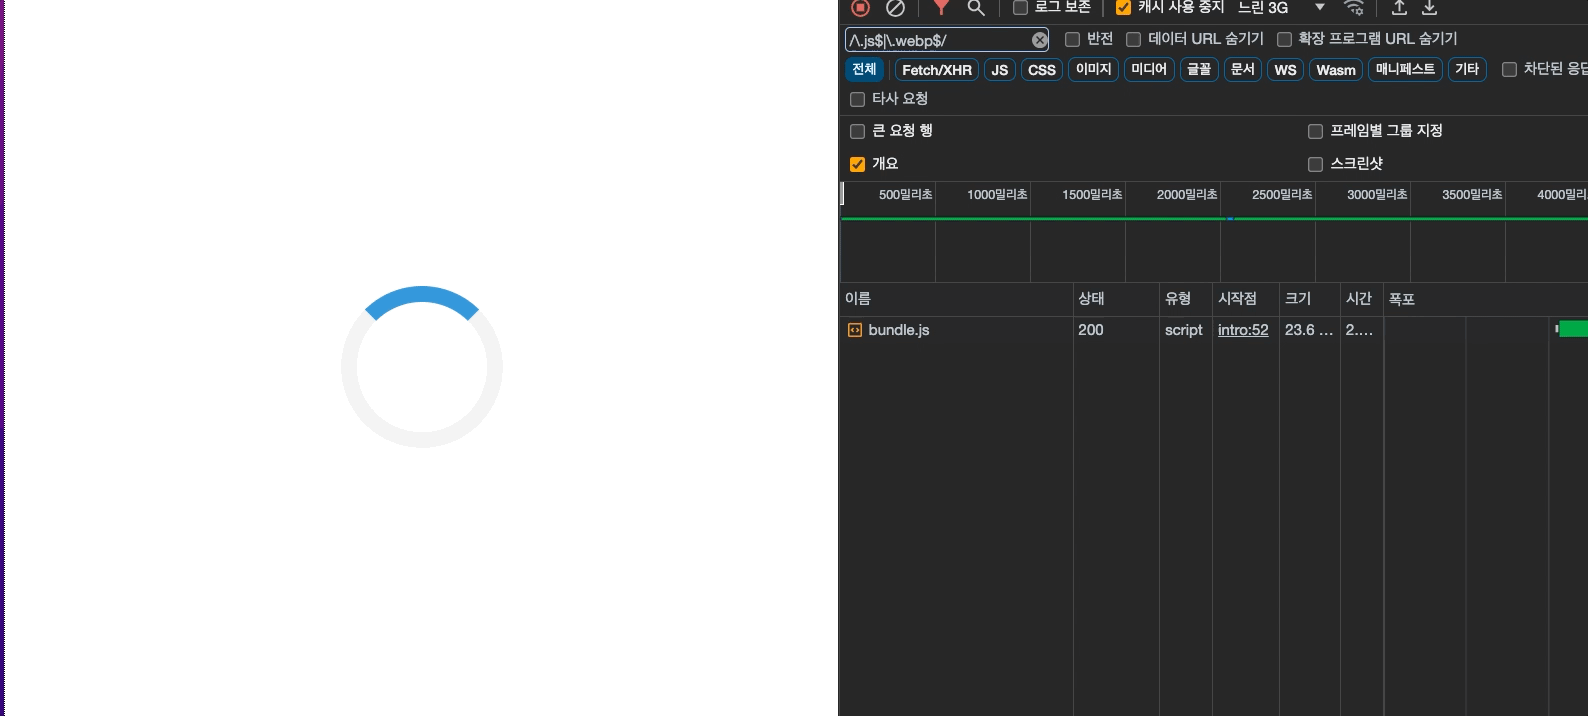 로그 보존 캐시 사용 중지 느린 3G
/\.js$|\.webp$/ 반전 데이터 URL 숨기기 확장 프로그램 URL 숨기기
전체 Fetch/XHR JS CSS 이미지 미디어 글꼴 문서 WS Wasm 매니페스트 기타 차단된 응답
타사 요청
큰 요청 행 프레임별 그룹 지정
개요 스크린샷
500밀리초 1000밀리초 1500밀리초 2000밀리초 2500밀리초 3000밀리초 3500밀리초 4000밀리
이름 상태 유형 시작점 크기 시간 폭포
bundle.js 200 script intro:52 23.6 ... 2....